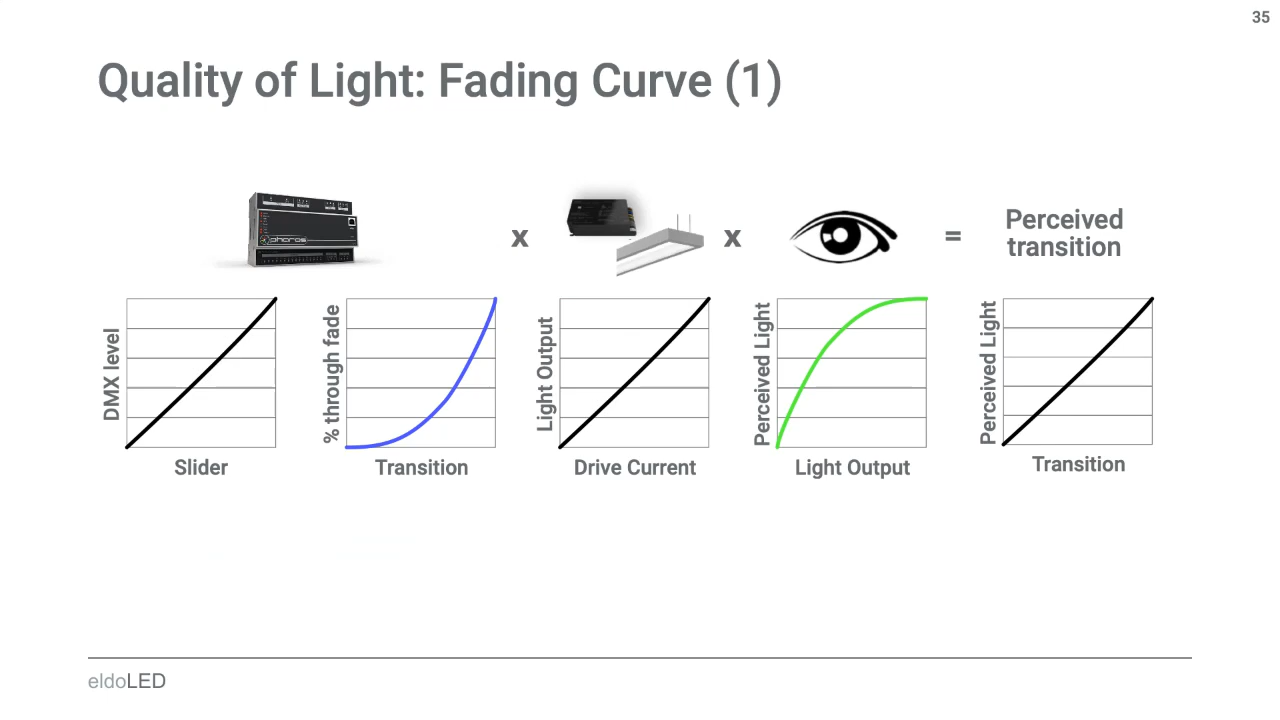 35
Quality of Light: Fading Curve (1)
pharos
x
x
=
Perceived
transition
DMX level
Slider
% through fade
Transition
Light Output
Drive Current
Perceived Light
Light Output
Perceived Light
Transition
eldoLED